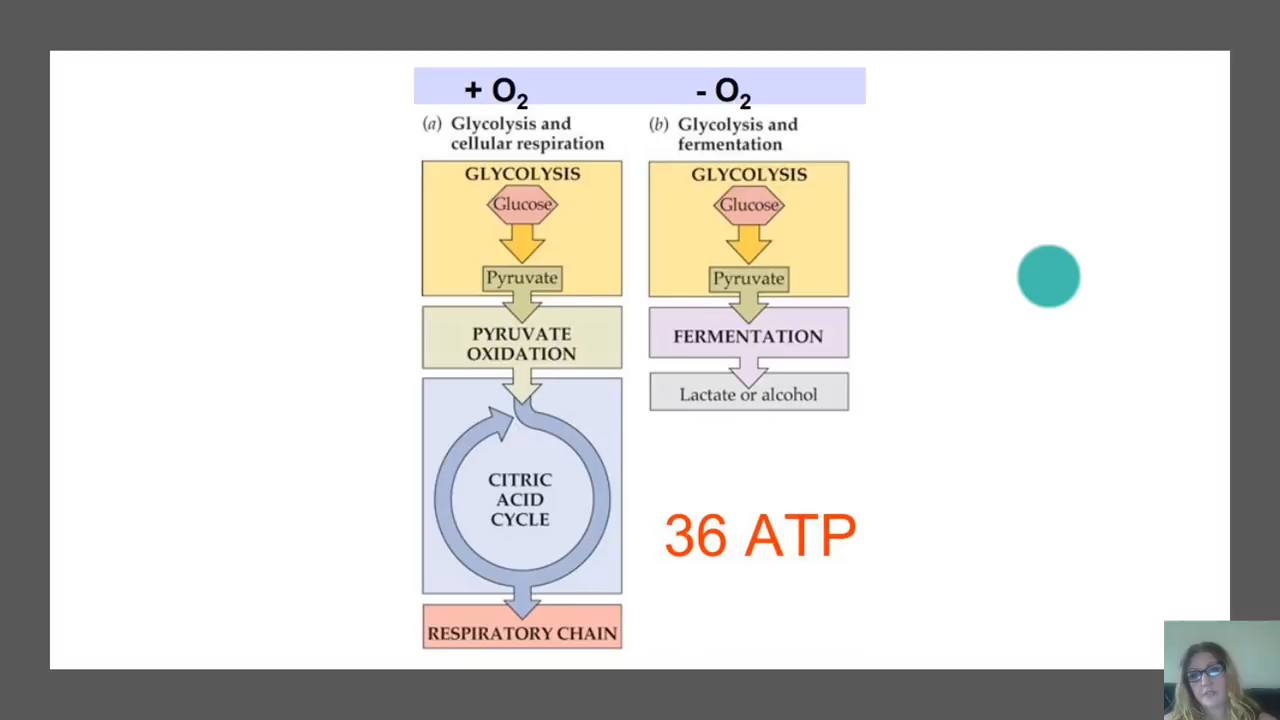 + O₂
- O₂
(a) Glycolysis and
cellular respiration
GLYCOLYSIS
Glucose
Pyruvate
PYRUVATE
OXIDATION
CITRIC
ACID
CYCLE
RESPIRATORY CHAIN
(b) Glycolysis and
fermentation
GLYCOLYSIS
Glucose
Pyruvate
FERMENTATION
Lactate or alcohol
36 ATP